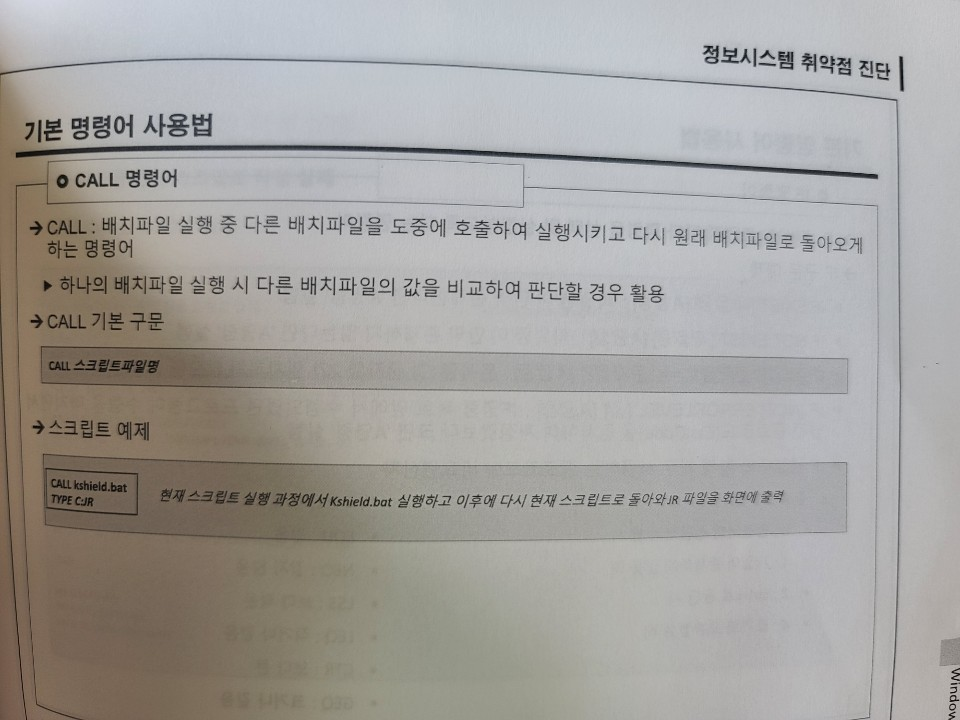 정보시스템 취약점 진단
기본 명령어 사용법
CALL 명령어
→ CALL : 배치파일 실행 중 다른 배치파일을 도중에 호출하여 실행시키고 다시 원래 배치파일로 돌아오게
하는 명령어
▶ 하나의 배치파일 실행 시 다른 배치파일의 값을 비교하여 판단할 경우 활용
→ CALL 기본 구문
CALL 스크립트파일명
→ 스크립트 예제
CALL kshield.bat
TYPE C:JR
현재 스크립트 실행 과정에서 Kshield.bat 실행하고 이후에 다시 현재 스크립트로 돌아와 JR 파일을 화면에 출력